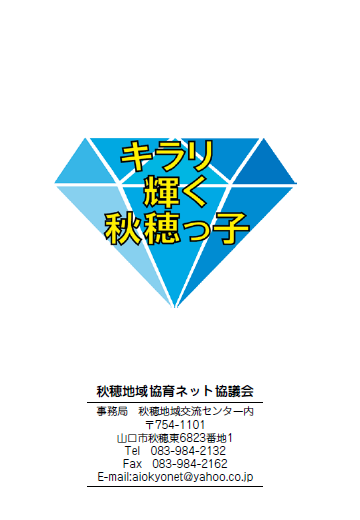 キラリ
輝く
秋穂っ子
秋穂地域協育ネット協議会
事務局　秋穂地域交流センター内
〒754-1101
山口市秋穂東6823番地1
Tel　083-984-2132
Fax　083-984-2162
E-mail:aiokyonet@yahoo.co.jp